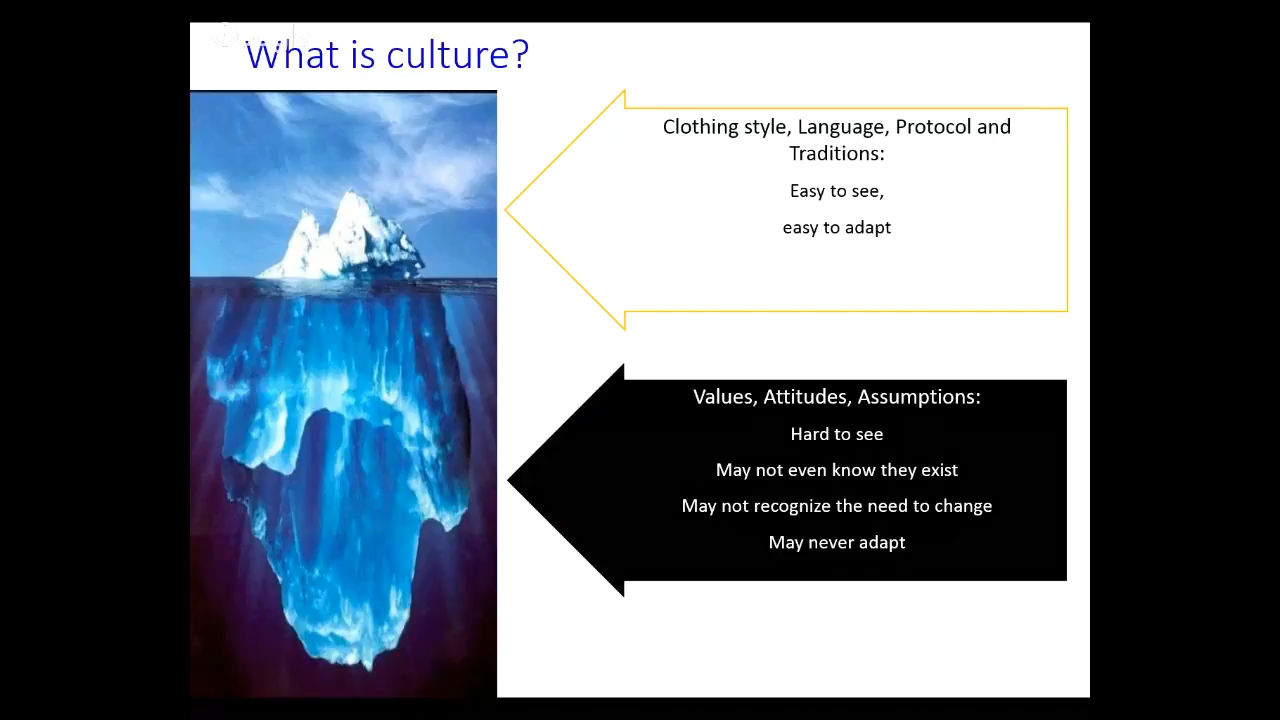 What is culture?
Clothing style, Language, Protocol and
Traditions:
Easy to see,
easy to adapt
Values, Attitudes, Assumptions:
Hard to see
May not even know they exist
May not recognize the need to change
May never adapt